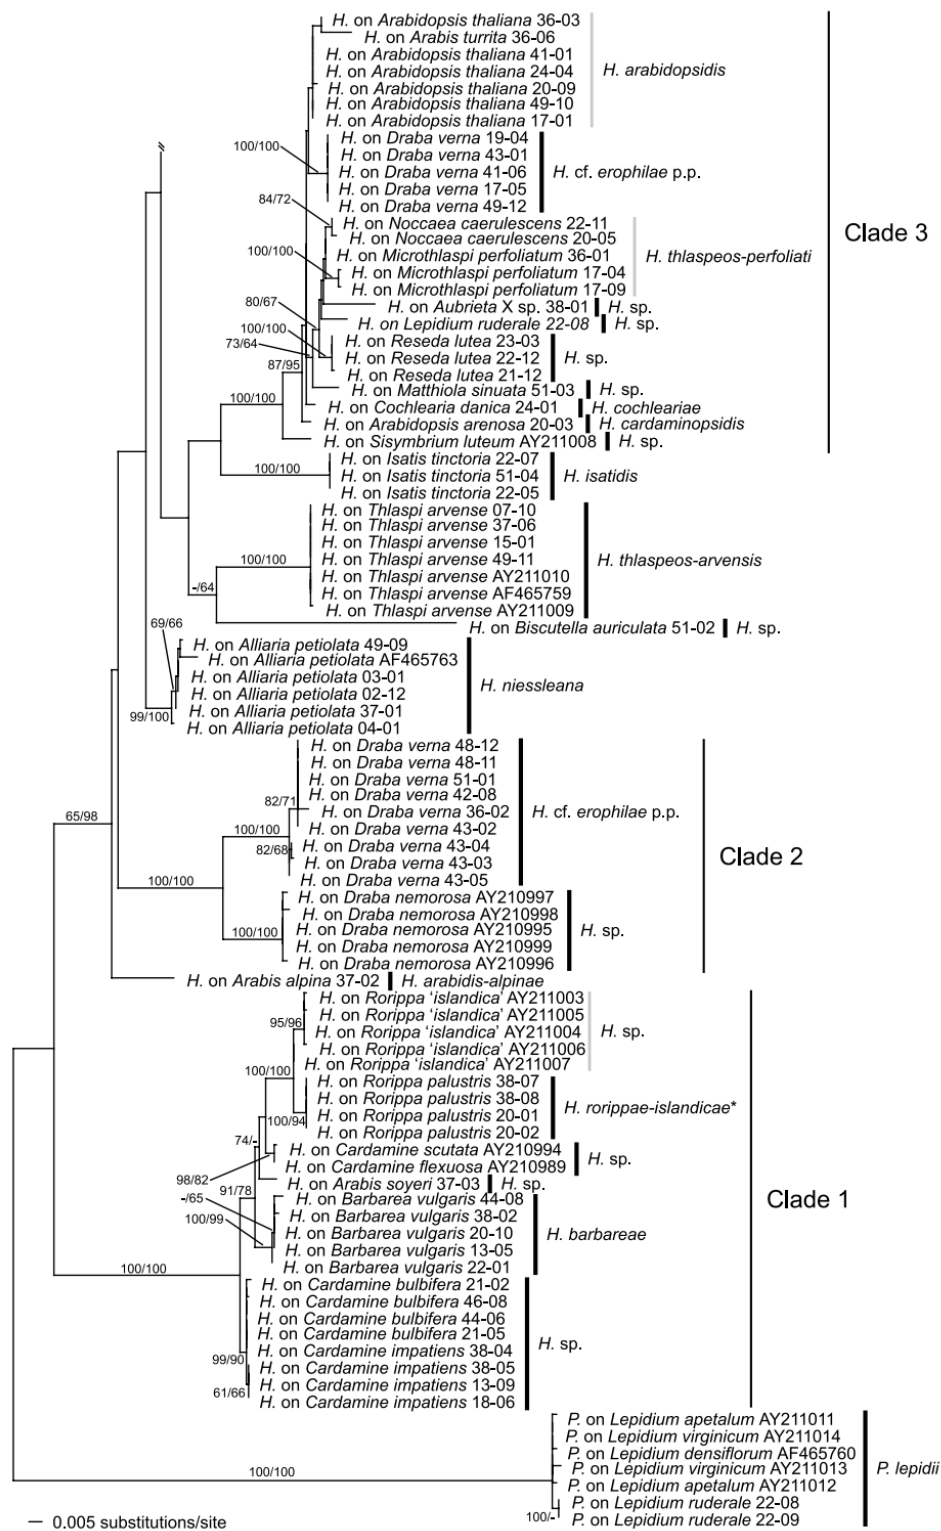 H. on Arabidopsis thaliana 36-03
H. on Arabis turrita 36-06
H. on Arabidopsis thaliana 41-01
H. on Arabidopsis thaliana 24-04
H. arabidopsidis
H. on Arabidopsis thaliana 20-09
H. on Arabidopsis thaliana 49-10
H. on Arabidopsis thaliana 17-01
H. on Draba verna 19-04
100/100
H. on Draba verna 43-01
H. on Draba verna 41-06
H. cf. erophilae p.p.
H. on Draba verna 17-05
84/72
H. on Draba verna 49-12
H. on Noccaea caerulescens 22-11
Clade 3
H. on Noccaea caerulescens 20-05
100/100
H. on Microthlaspi perfoliatum 36-01
H. thlaspeos-perfoliati
H. on Microthlaspi perfoliatum 17-04
H. on Microthlaspi perfoliatum 17-09
80/67
H. on Aubrieta X sp. 38-01
H. sp.
H. on Lepidium ruderale 22-08
H. sp.
100/100
H. on Reseda lutea 23-03
73/64
H. on Reseda lutea 22-12
H. sp.
87/95
H. on Reseda lutea 21-12
H. on Matthiola sinuata 51-03
H. sp.
100/100
H. on Cochlearia danica 24-01
H. cochleariae
H. on Arabidopsis arenosa 20-03
H. cardaminopsidis
H. on Sisymbrium luteum AY211008
H. sp.
H. on Isatis tinctoria 22-07
100/100
H. on Isatis tinctoria 51-04
H. isatidis
H. on Isatis tinctoria 22-05
H. on Thlaspi arvense 07-10
H. on Thlaspi arvense 37-06
H. on Thlaspi arvense 15-01
100/100
H. on Thlaspi arvense 49-11
H. thlaspeos-arvensis
H. on Thlaspi arvense AY211010
-/64
H. on Thlaspi arvense AF465759
H. on Thlaspi arvense AY211009
69/66
H. on Biscutella auriculata 51-02
H. sp.
H. on Alliaria petiolata 49-09
H. on Alliaria petiolata AF465763
H. on Alliaria petiolata 03-01
H. niessleana
H. on Alliaria petiolata 02-12
99/100
H. on Alliaria petiolata 37-01
H. on Alliaria petiolata 04-01
H. on Draba verna 48-12
H. on Draba verna 48-11
H. on Draba verna 51-01
82/71
H. on Draba verna 42-08
65/98
H. on Draba verna 36-02
H. cf. erophilae p.p.
100/100
H. on Draba verna 43-02
82/68
H. on Draba verna 43-04
Clade 2
H. on Draba verna 43-03
100/100
H. on Draba verna 43-05
H. on Draba nemorosa AY210997
H. on Draba nemorosa AY210998
100/100
H. on Draba nemorosa AY210995
H. sp.
H. on Draba nemorosa AY210999
H. on Draba nemorosa AY210996
H. on Arabis alpina 37-02
H. arabidis-alpinae
H. on Rorippa ‘islandica’ AY211003
95/96
H. on Rorippa ‘islandica’ AY211005
H. on Rorippa ‘islandica’ AY211004
H. sp.
H. on Rorippa ‘islandica’ AY211006
100/100
H. on Rorippa ‘islandica’ AY211007
H. on Rorippa palustris 38-07
H. on Rorippa palustris 38-08
H. rorippae-islandicae*
100/94
H. on Rorippa palustris 20-01
H. on Rorippa palustris 20-02
74/-
H. on Cardamine scutata AY210994
H. sp.
98/82
H. on Cardamine flexuosa AY210989
91/78
H. on Arabis soyeri 37-03
H. sp.
Clade 1
-/65
H. on Barbarea vulgaris 44-08
100/99
H. on Barbarea vulgaris 38-02
H. on Barbarea vulgaris 20-10
H. barbareae
H. on Barbarea vulgaris 13-05
100/100
H. on Barbarea vulgaris 22-01
H. on Cardamine bulbifera 21-02
H. on Cardamine bulbifera 46-08
H. on Cardamine bulbifera 44-06
H. on Cardamine bulbifera 21-05
H. sp.
99/90
H. on Cardamine impatiens 38-04
H. on Cardamine impatiens 38-05
61/66
H. on Cardamine impatiens 13-09
H. on Cardamine impatiens 18-06
P. on Lepidium apetalum AY211011
P. on Lepidium virginicum AY211014
P. on Lepidium densiflorum AF465760
100/100
P. on Lepidium virginicum AY211013
P. lepidii
P. on Lepidium apetalum AY211012
P. on Lepidium ruderale 22-08
100/-
P. on Lepidium ruderale 22-09
0.005 substitutions/site